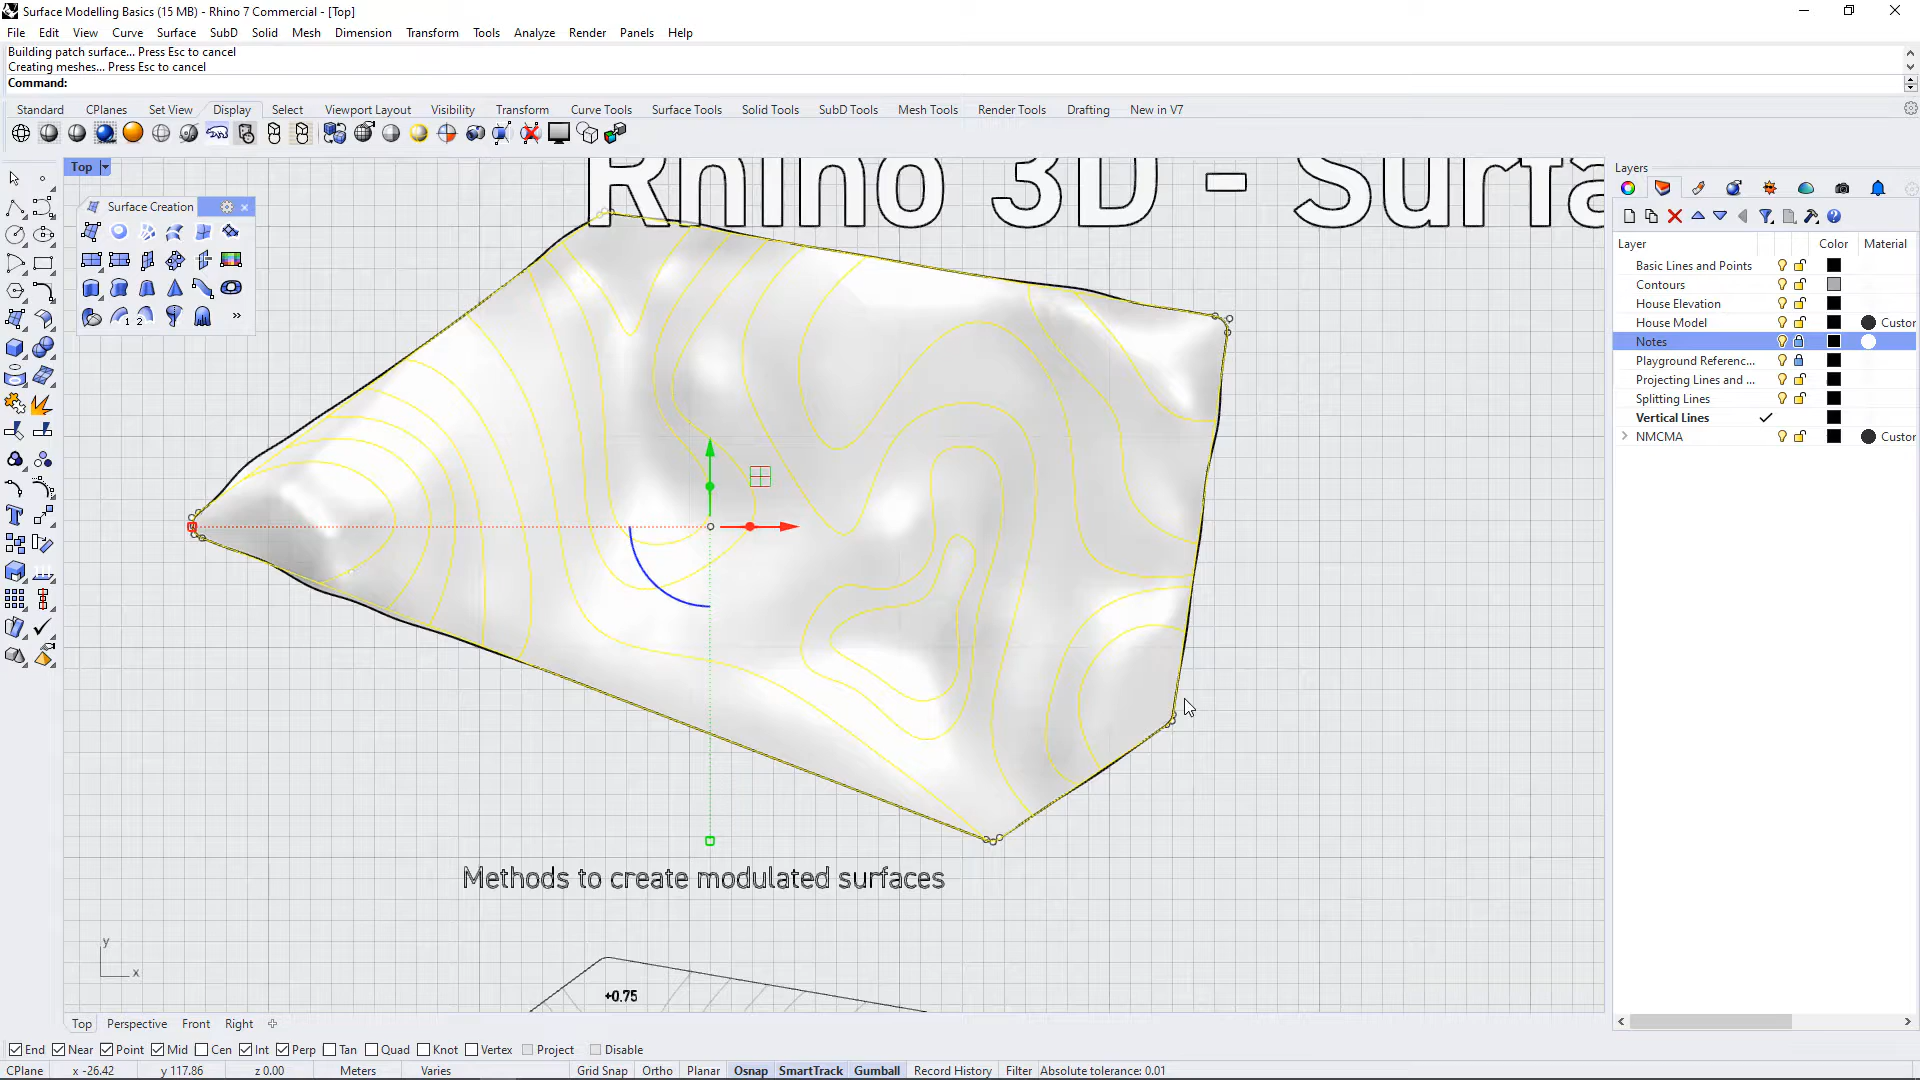 Surface Modelling Basics (15 MB) - Rhino 7 Commercial - [Top]
File Edit View Curve Surface SubD Solid Mesh Dimension Transform Tools Analyze Render Panels Help
Building patch surface... Press Esc to cancel
Creating meshes... Press Esc to cancel
Command:
Standard CPlanes Set View Display Select Viewport Layout Visibility Transform Curve Tools Surface Tools Solid Tools SubD Tools Mesh Tools Render Tools Drafting New in V7
Top
Rhino 3D - Surfa
Surface Creation
1 2
Layers
Layer Color Material
Basic Lines and Points
Contours
House Elevation
House Model Custor
Notes
Playground Referenc...
Projecting Lines and ...
Splitting Lines
Vertical Lines
NMCMA Custor
Methods to create modulated surfaces
y
x
+0.75
Top Perspective Front Right
End Near Point Mid Cen Int Perp Tan Quad Knot Vertex Project Disable
CPlane x -26.42 y 117.86 z 0.00 Meters Varies Grid Snap Ortho Planar Osnap SmartTrack Gumball Record History Filter Absolute tolerance: 0.01